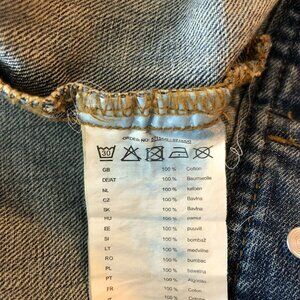 ORDER NO:
30
GB 100 % Cotton
DE/AT 100 % Baumwolle
NL 100 % katoen
CZ 100 % Bavlna
SK 100 % Bavlna
HU 100 % pamut
EE 100 % puuvill
SI 100 % bombaž
LT 100 % medvilnė
RO 100 % bumbac
PL 100 % bawełna
PT 100 % Algodão
FR 100 % Coton